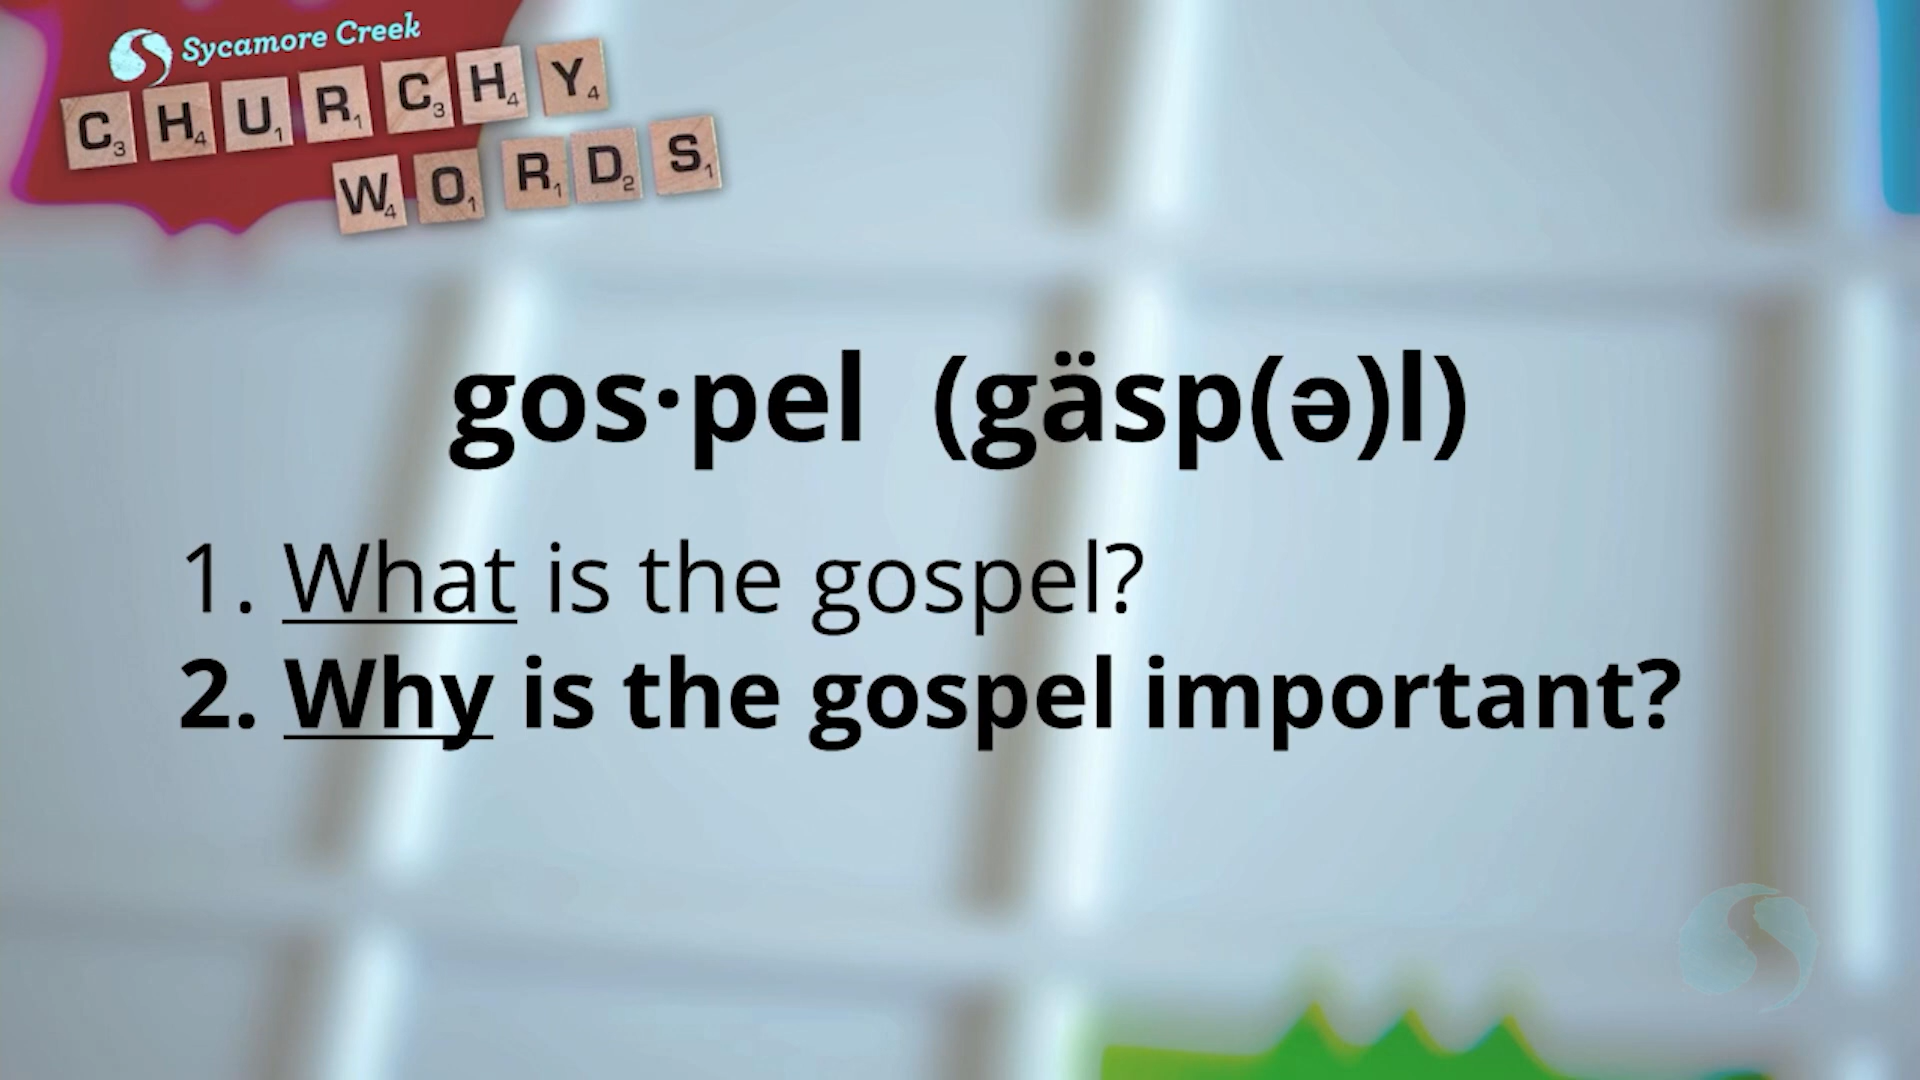 Sycamore Creek
CHURCHY
WORDS
gos·pel (gäsp(ə)l)
1. What is the gospel?
2. Why is the gospel important?